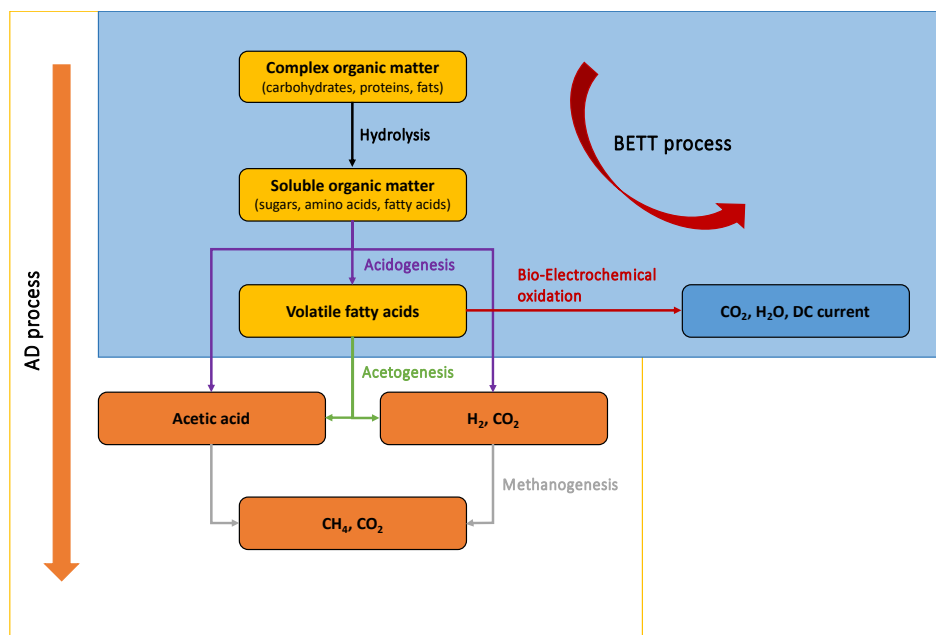 Complex organic matter
(carbohydrates, proteins, fats)
Hydrolysis
BETT process
Soluble organic matter
(sugars, amino acids, fatty acids)
Acidogenesis
Bio-Electrochemical
oxidation
Volatile fatty acids
CO₂, H₂O, DC current
AD process
Acetogenesis
Acetic acid
H₂, CO₂
Methanogenesis
CH₄, CO₂